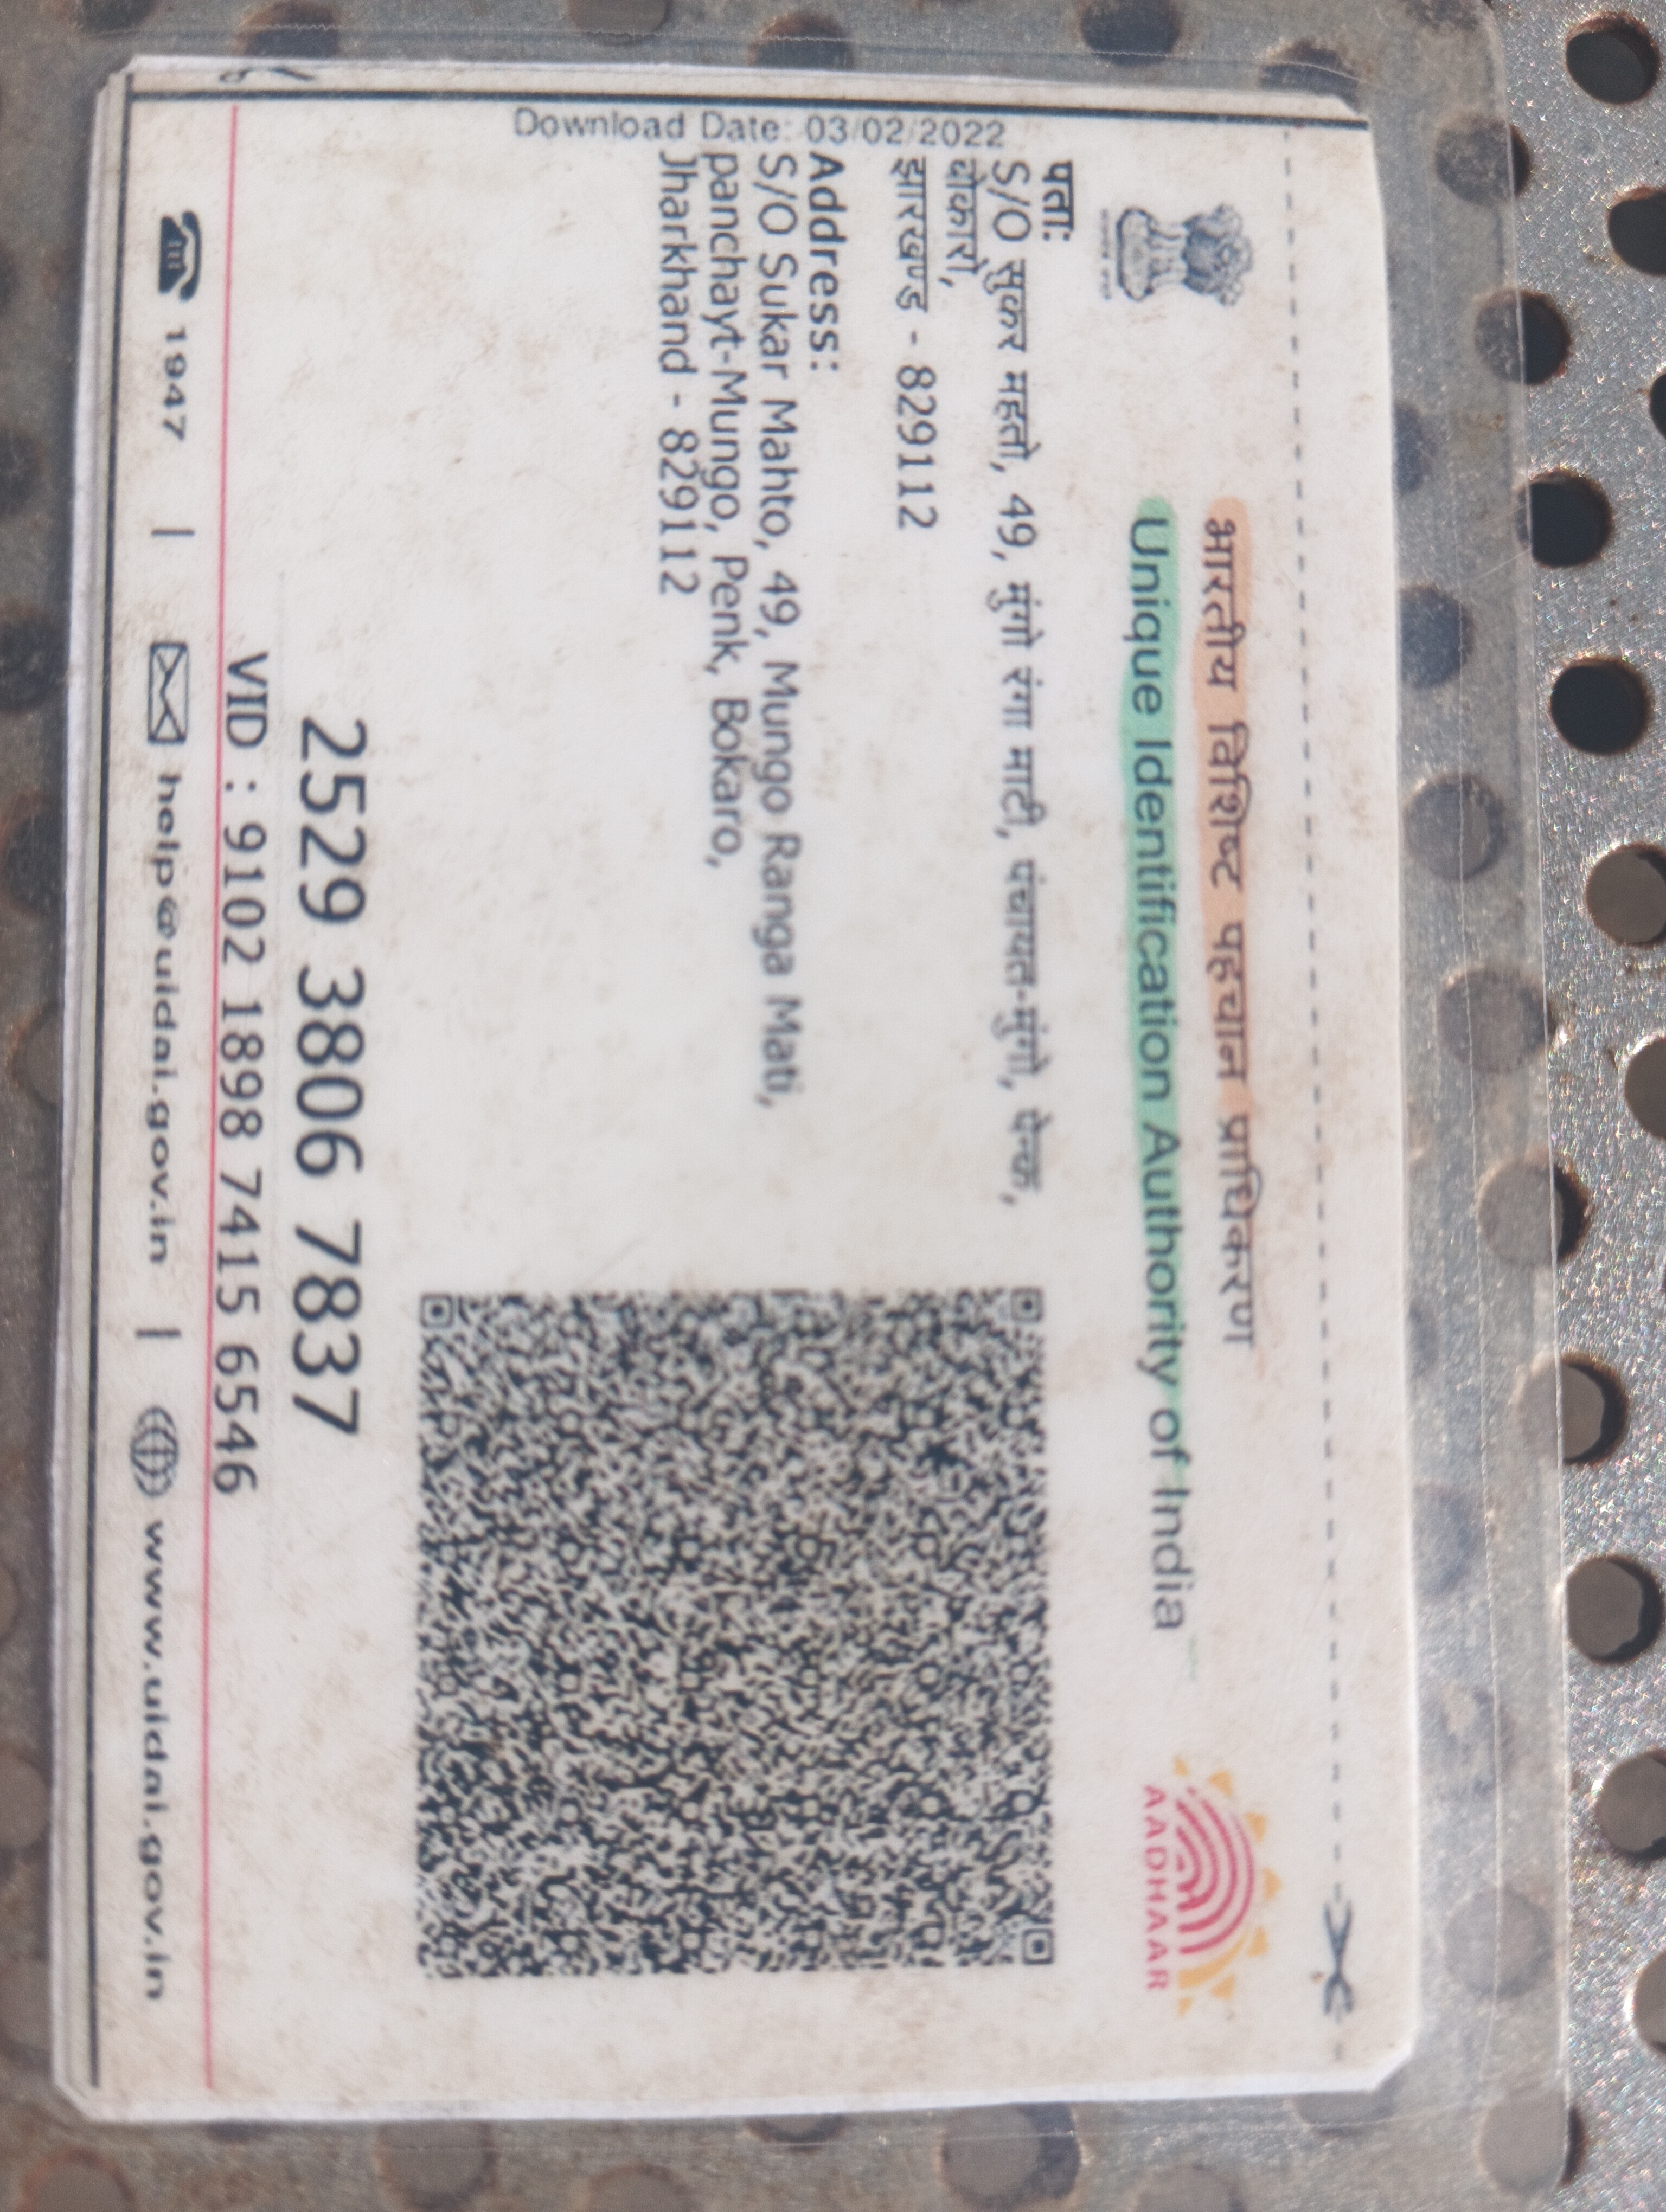 भारतीय विशिष्ट पहचान प्राधिकरण
Unique Identification Authority of India
AADHAAR
पता:
S/O सुकर महतो, 49, मुंगो रंगा माटी, पंचायत-मुंगो, पेन्क,
बोकारो,
झारखण्ड - 829112
Address:
S/O Sukar Mahto, 49, Mungo Ranga Mati,
panchayt-Mungo, Penk, Bokaro,
Jharkhand - 829112
Download Date: 03/02/2022
2529 3806 7837
VID : 9102 1898 7415 6546
1947 | help@uidai.gov.in | www.uidai.gov.in